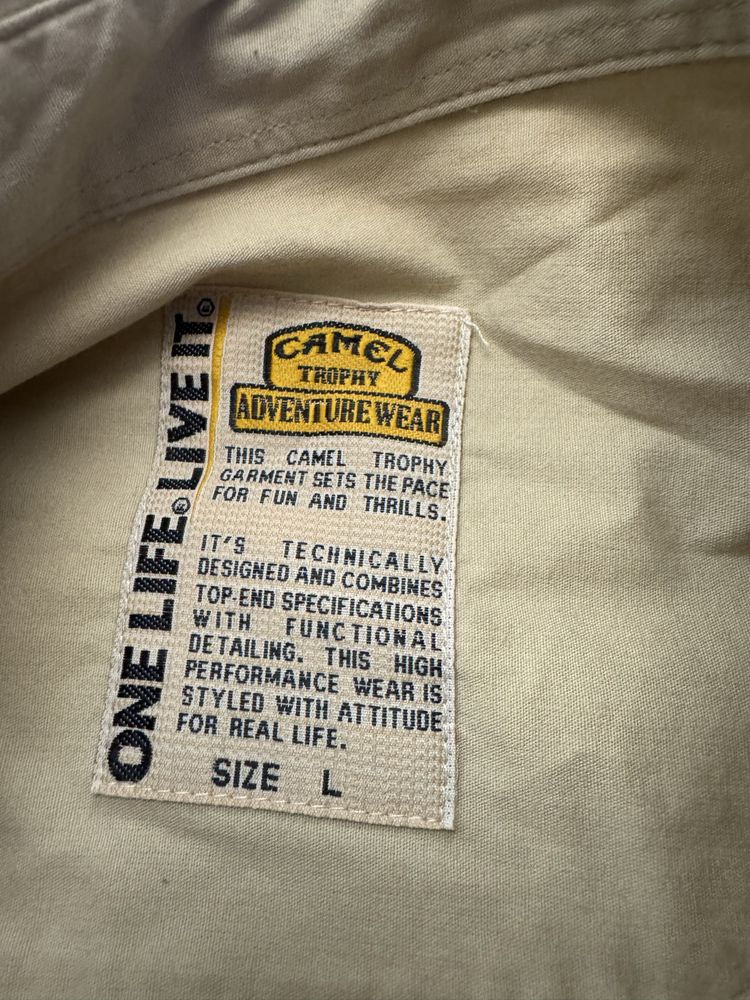 ONE LIFE. LIVE IT.
CAMEL
TROPHY
ADVENTURE WEAR
THIS CAMEL TROPHY
GARMENT SETS THE PACE
FOR FUN AND THRILLS.
IT'S TECHNICALLY
DESIGNED AND COMBINES
TOP-END SPECIFICATIONS
WITH FUNCTIONAL
DETAILING. THIS HIGH
PERFORMANCE WEAR IS
STYLED WITH ATTITUDE
FOR REAL LIFE.
SIZE L